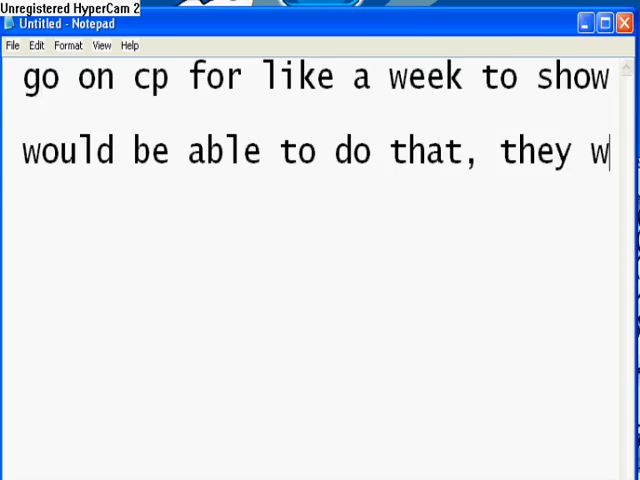 Unregistered HyperCam 2
Untitled - Notepad
File Edit Format View Help
go on cp for like a week to show
would be able to do that, they w